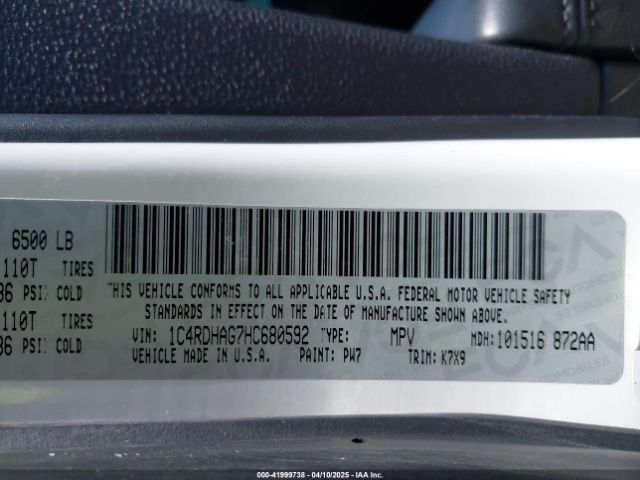 6500 LB
110T TIRES
36 PSI COLD
110T TIRES
36 PSI COLD
THIS VEHICLE CONFORMS TO ALL APPLICABLE U.S.A. FEDERAL MOTOR VEHICLE SAFETY
STANDARDS IN EFFECT ON THE DATE OF MANUFACTURE SHOWN ABOVE.
VIN: 1C4RDHAG7HC680592 TYPE: MPV MDH:101516 872AA
VEHICLE MADE IN U.S.A. PAINT: PW7 TRIM: K7X9
000-41999738 - 04/10/2025 - IAA Inc.